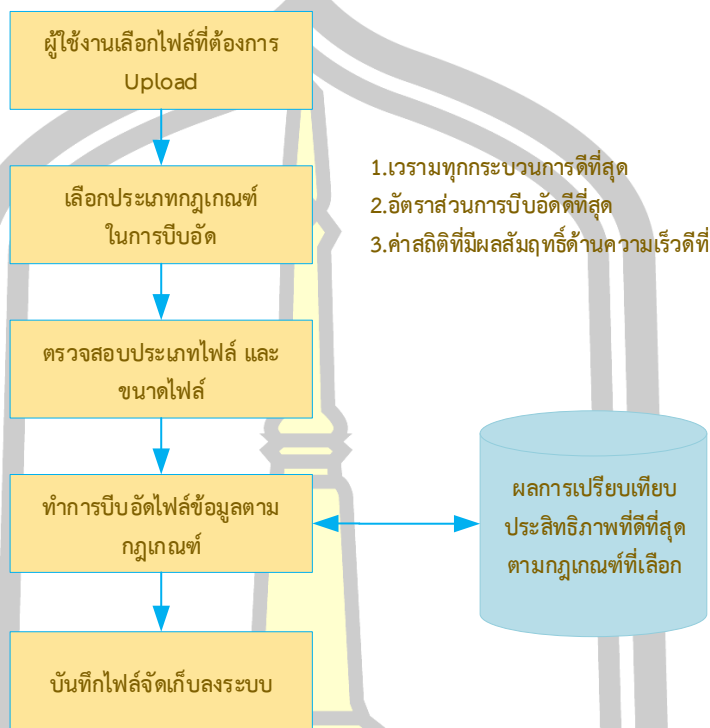 ผู้ใช้งานเลือกไฟล์ที่ต้องการ
Upload
เลือกประเภทกฎเกณฑ์
ในการบีบอัด
1.เวรามทุกกระบวนการดีที่สุด
2.อัตราส่วนการบีบอัดดีที่สุด
3.ค่าสถิติที่มีผลสัมฤทธิ์ด้านความเร็วดีที่
ตรวจสอบประเภทไฟล์ และ
ขนาดไฟล์
ทำการบีบอัดไฟล์ข้อมูลตาม
กฎเกณฑ์
ผลการเปรียบเทียบ
ประสิทธิภาพที่ดีที่สุด
ตามกฎเกณฑ์ที่เลือก
บันทึกไฟล์จัดเก็บลงระบบ